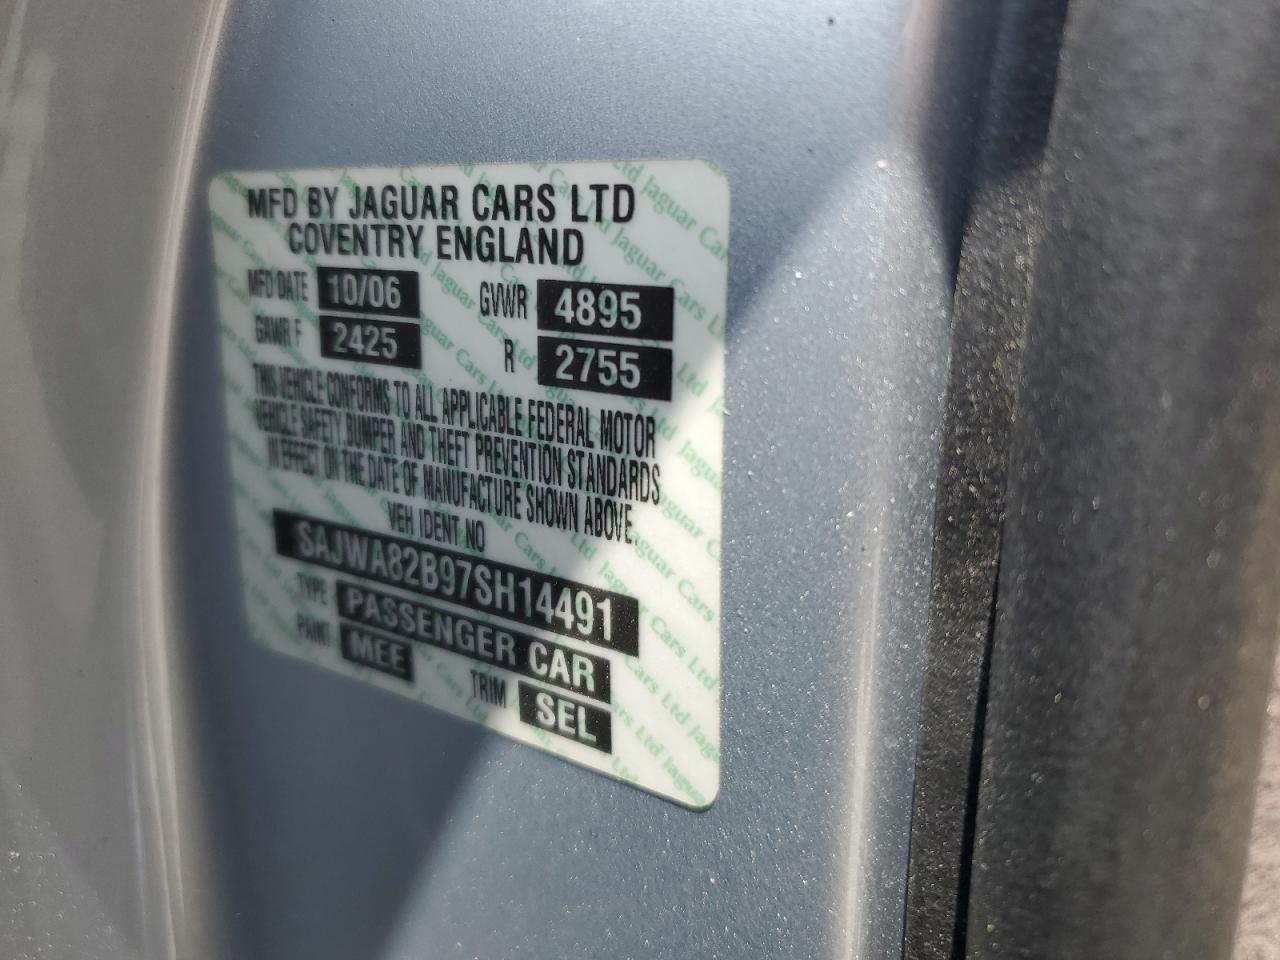 MFD BY JAGUAR CARS LTD
COVENTRY ENGLAND
MFD DATE 10/06 GVWR 4895
GAWR F 2425 R 2755
THIS VEHICLE CONFORMS TO ALL APPLICABLE FEDERAL MOTOR
VEHICLE SAFETY, BUMPER AND THEFT PREVENTION STANDARDS
IN EFFECT ON THE DATE OF MANUFACTURE SHOWN ABOVE.
VEH IDENT NO
SAJWA82B97SH14491
TYPE PASSENGER CAR
PAINT MEE TRIM SEL